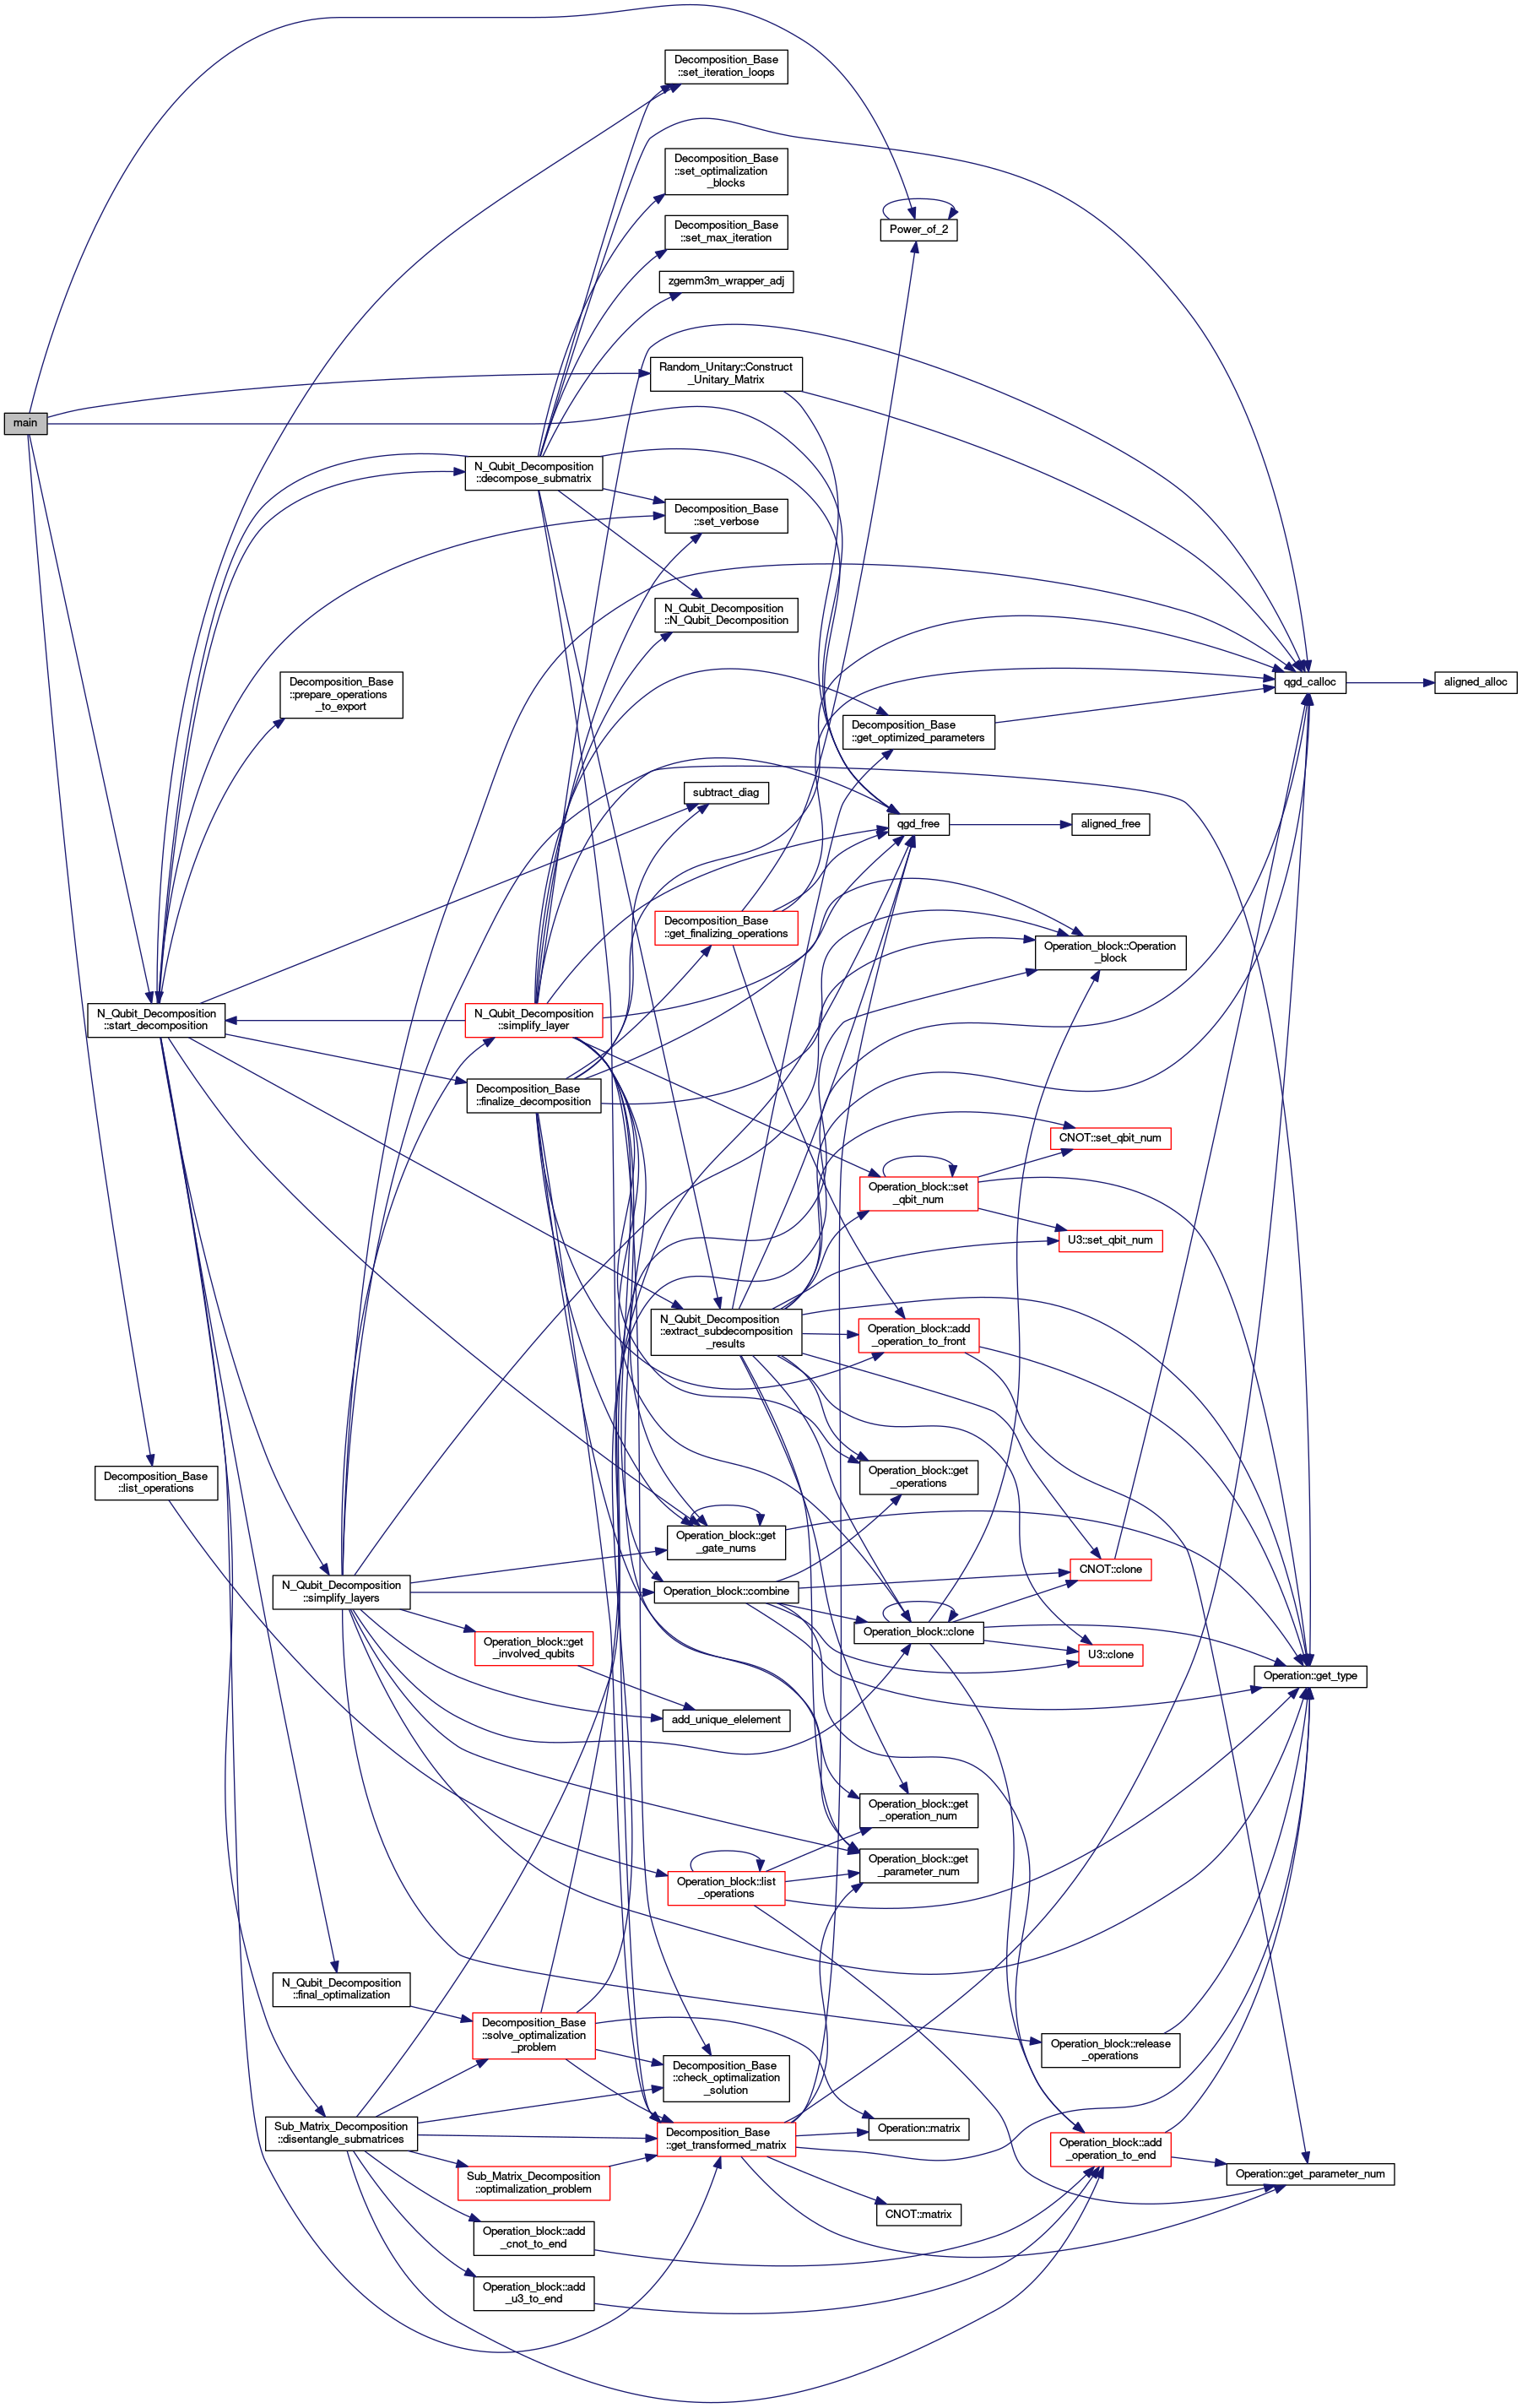 Decomposition_Base
::set_iteration_loops
Decomposition_Base
::set_optimalization
_blocks
Decomposition_Base
::set_max_iteration
Power_of_2
zgemm3m_wrapper_adj
Random_Unitary::Construct
_Unitary_Matrix
main
N_Qubit_Decomposition
::decompose_submatrix
Decomposition_Base
::set_verbose
N_Qubit_Decomposition
::N_Qubit_Decomposition
Decomposition_Base
::prepare_operations
_to_export
qgd_calloc
aligned_alloc
Decomposition_Base
::get_optimized_parameters
subtract_diag
qgd_free
aligned_free
Decomposition_Base
::get_finalizing_operations
Operation_block::Operation
_block
N_Qubit_Decomposition
::start_decomposition
N_Qubit_Decomposition
::simplify_layer
Decomposition_Base
::finalize_decomposition
CNOT::set_qbit_num
Operation_block::set
_qbit_num
U3::set_qbit_num
N_Qubit_Decomposition
::extract_subdecomposition
_results
Operation_block::add
_operation_to_front
Decomposition_Base
::list_operations
Operation_block::get
_operations
Operation_block::get
_gate_nums
CNOT::clone
N_Qubit_Decomposition
::simplify_layers
Operation_block::combine
Operation_block::clone
Operation_block::get
_involved_qubits
U3::clone
Operation::get_type
add_unique_elelement
Operation_block::get
_operation_num
Operation_block::get
_parameter_num
Operation_block::list
_operations
N_Qubit_Decomposition
::final_optimalization
Decomposition_Base
::solve_optimalization
_problem
Operation_block::release
_operations
Decomposition_Base
::check_optimalization
_solution
Sub_Matrix_Decomposition
::disentangle_submatrices
Decomposition_Base
::get_transformed_matrix
Operation::matrix
Operation_block::add
_operation_to_end
Operation::get_parameter_num
Sub_Matrix_Decomposition
::optimalization_problem
CNOT::matrix
Operation_block::add
_cnot_to_end
Operation_block::add
_u3_to_end